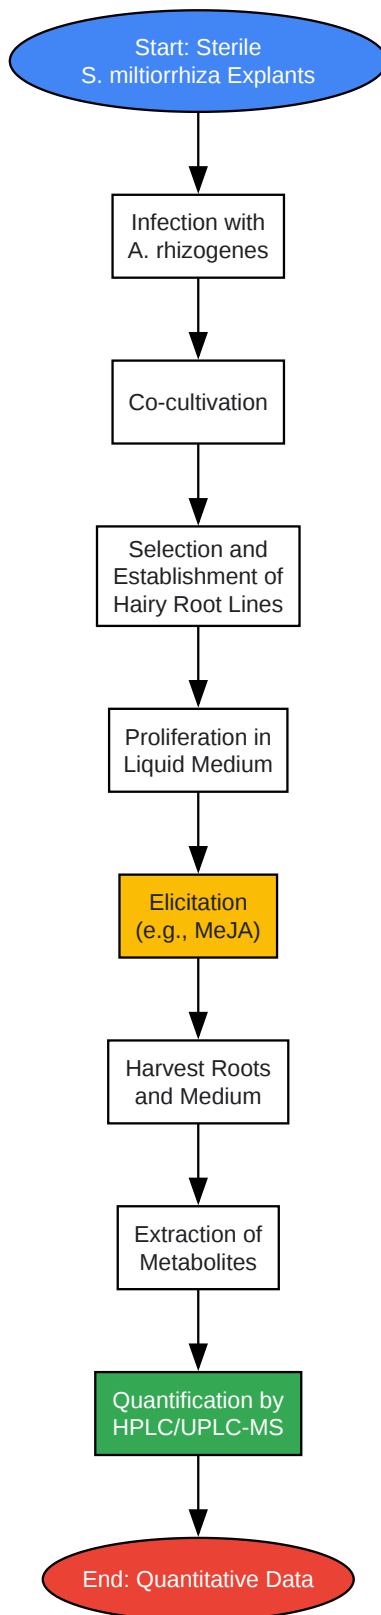 Start: Sterile
S. miltiorrhiza Explants
Infection with
A. rhizogenes
Co-cultivation
Selection and
Establishment of
Hairy Root Lines
Proliferation in
Liquid Medium
Elicitation
(e.g., MeJA)
Harvest Roots
and Medium
Extraction of
Metabolites
Quantification by
HPLC/UPLC-MS
End: Quantitative Data